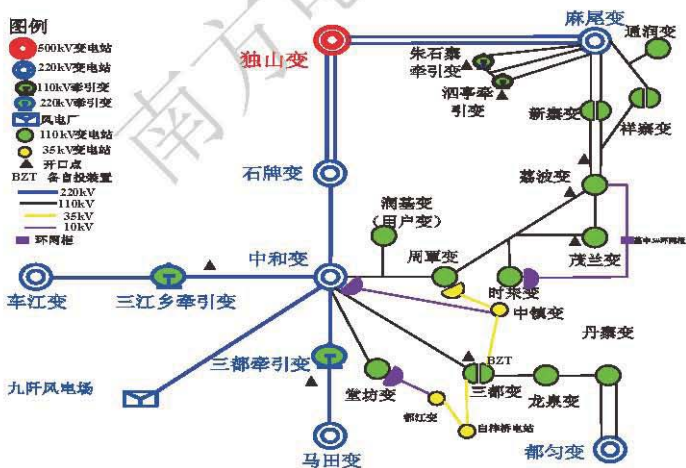 图例
500kV变电站
220kV变电站
110kV牵引变
220kV牵引变
风电厂
110kV变电站
35kV变电站
开口点
BZT 备自投装置
220kV
110kV
35kV
10kV
环网柜
南方电
独山变
麻尾变
通润变
朱石寨
牵引变
泗亭牵
引变
新寨变
祥寨变
荔波变
石牌变
润基变
(用户变)
中和变
周覃变
时来变
茂兰变
车江变
三江乡牵引变
中镇变
丹寨变
三都牵引变
BZT
九阡风电场
堂坊变
三都变
龙泉变
都江变
白梓桥电站
马田变
都匀变